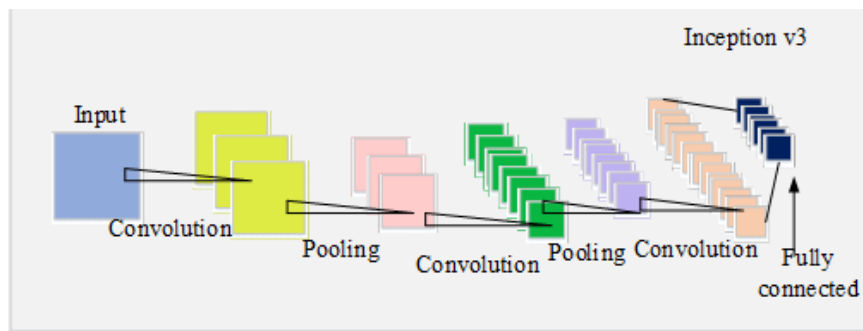 Inception v3
Input
Convolution
Pooling
Convolution
Pooling
Convolution
Fully
connected